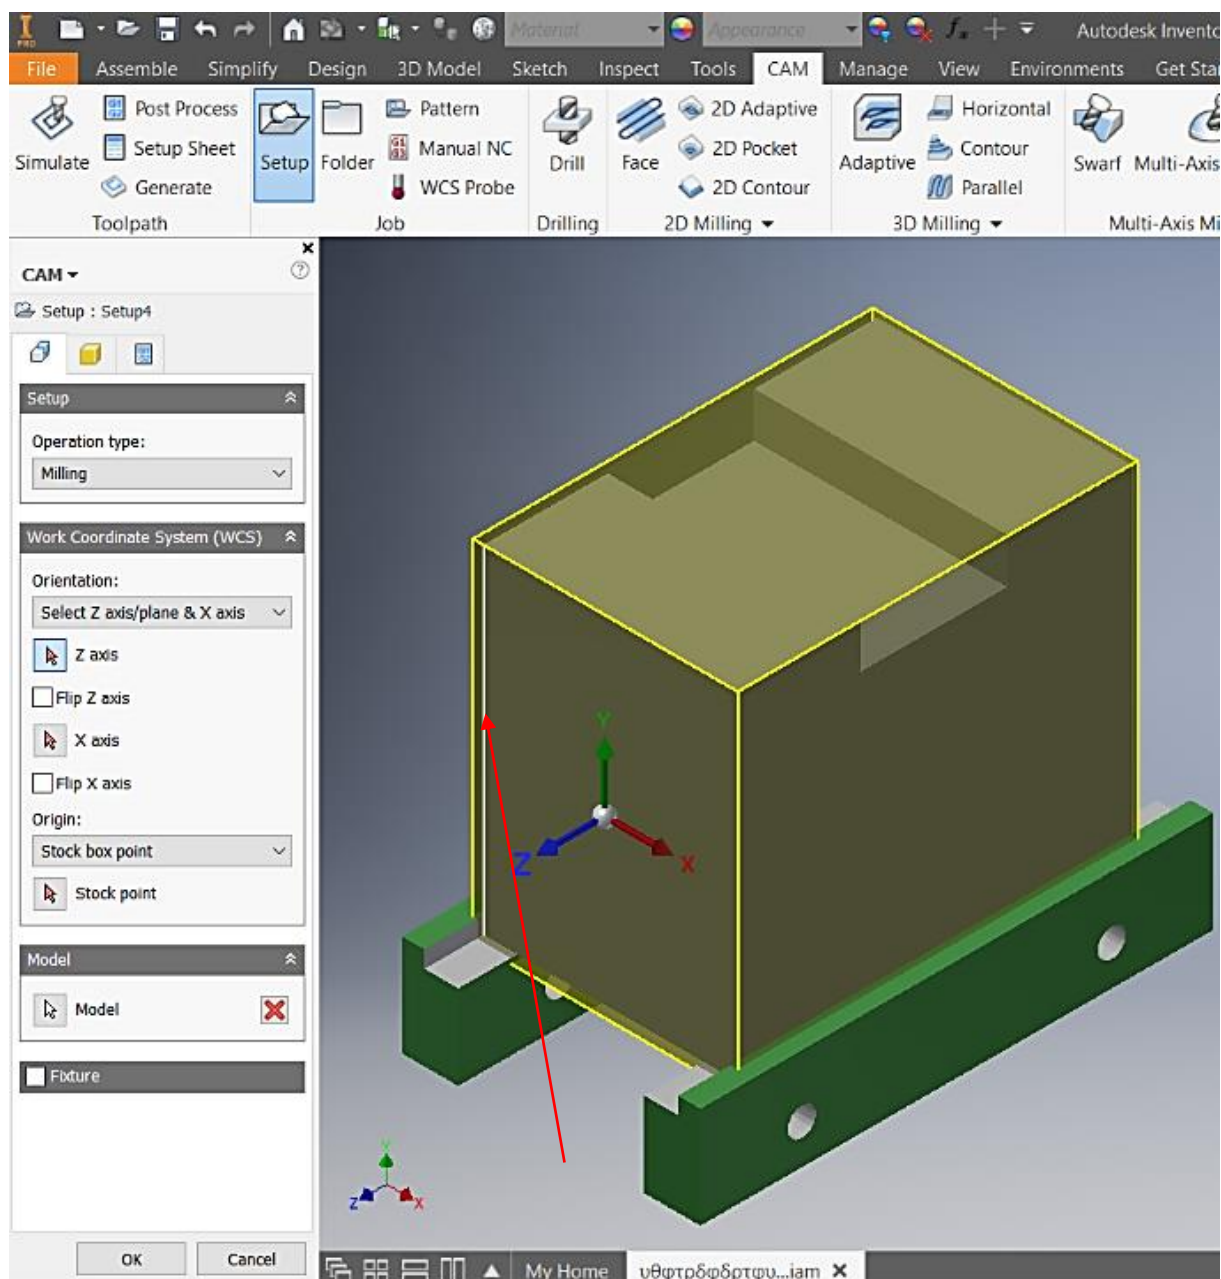 PRO
Material
Appearance
Autodesk Invento
File Assemble Simplify Design 3D Model Sketch Inspect Tools CAM Manage View Environments Get Star
Simulate
Post Process
Setup Sheet
Generate
Toolpath
Setup
Folder
Pattern
Manual NC
WCS Probe
Job
Drill
Drilling
Face
2D Adaptive
2D Pocket
2D Contour
2D Milling
Adaptive
Horizontal
Contour
Parallel
3D Milling
Swarf
Multi-Axis
Multi-Axis Mi
CAM
Setup : Setup4
Setup
Operation type:
Milling
Work Coordinate System (WCS)
Orientation:
Select Z axis/plane & X axis
Z axis
Flip Z axis
X axis
Flip X axis
Origin:
Stock box point
Stock point
Model
Model
Fixture
OK
Cancel
Y
Z
X
Y
Z
X
My Home
υθφτρδφδρτφυ...iam